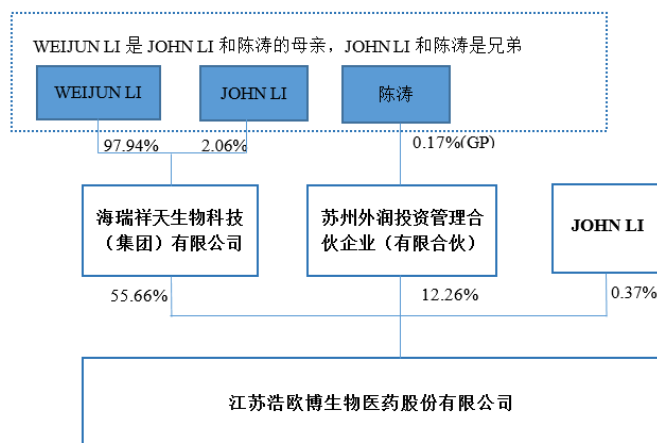 WEIJUN LI 是 JOHN LI 和陈涛的母亲，JOHN LI 和陈涛是兄弟
WEIJUN LI
JOHN LI
陈涛
97.94%
2.06%
0.17%(GP)
海瑞祥天生物科技
（集团）有限公司
苏州外润投资管理合
伙企业（有限合伙）
JOHN LI
55.66%
12.26%
0.37%
江苏浩欧博生物医药股份有限公司